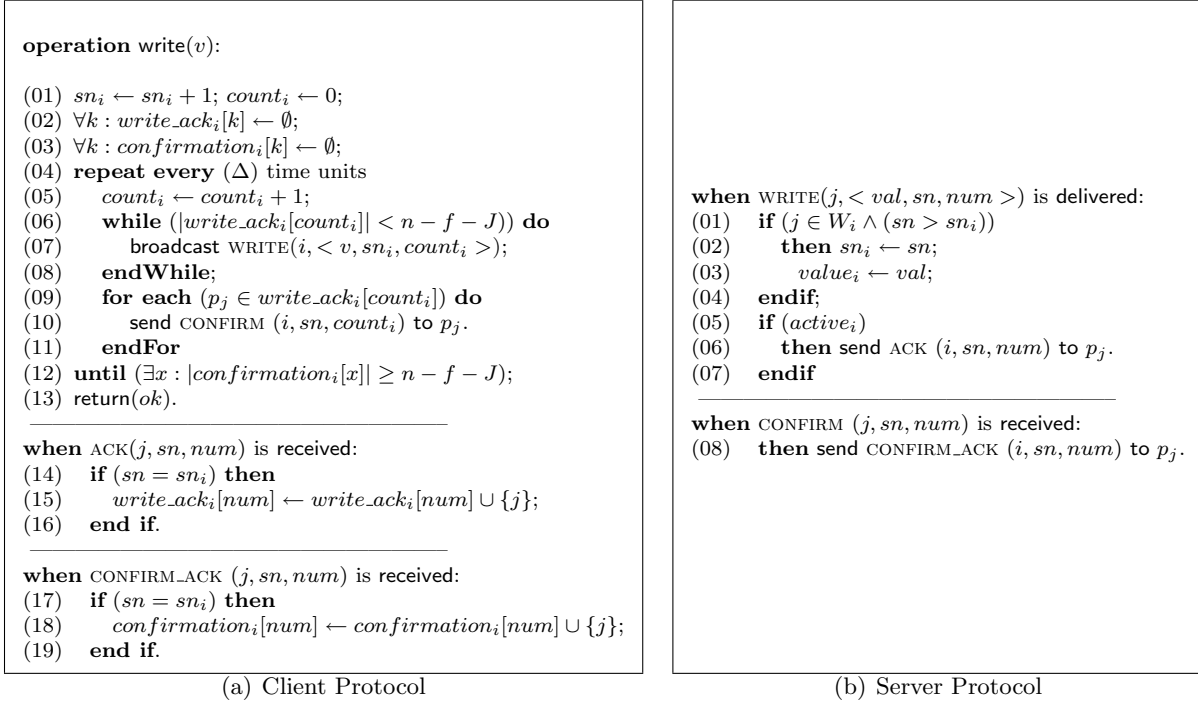 operation write(v):
(01) sn_i ← sn_i + 1; count_i ← 0;
(02) ∀k : write_ack_i[k] ← ∅;
(03) ∀k : confirmation_i[k] ← ∅;
(04) repeat every (Δ) time units
(05) count_i ← count_i + 1;
(06) while (|write_ack_i[count_i]| < n − f − J)) do
(07) broadcast WRITE(i, < v, sn_i, count_i >);
(08) endWhile;
(09) for each (p_j ∈ write_ack_i[count_i]) do
(10) send CONFIRM (i, sn, count_i) to p_j.
(11) endFor
(12) until (∃x : |confirmation_i[x]| ≥ n − f − J);
(13) return(ok).
when ACK(j, sn, num) is received:
(14) if (sn = sn_i) then
(15) write_ack_i[num] ← write_ack_i[num] ∪ {j};
(16) end if.
when CONFIRM_ACK (j, sn, num) is received:
(17) if (sn = sn_i) then
(18) confirmation_i[num] ← confirmation_i[num] ∪ {j};
(19) end if.
(a) Client Protocol
when WRITE(j, < val, sn, num >) is delivered:
(01) if (j ∈ W_i ∧ (sn > sn_i))
(02) then sn_i ← sn;
(03) value_i ← val;
(04) endif;
(05) if (active_i)
(06) then send ACK (i, sn, num) to p_j.
(07) endif
when CONFIRM (j, sn, num) is received:
(08) then send CONFIRM_ACK (i, sn, num) to p_j.
(b) Server Protocol